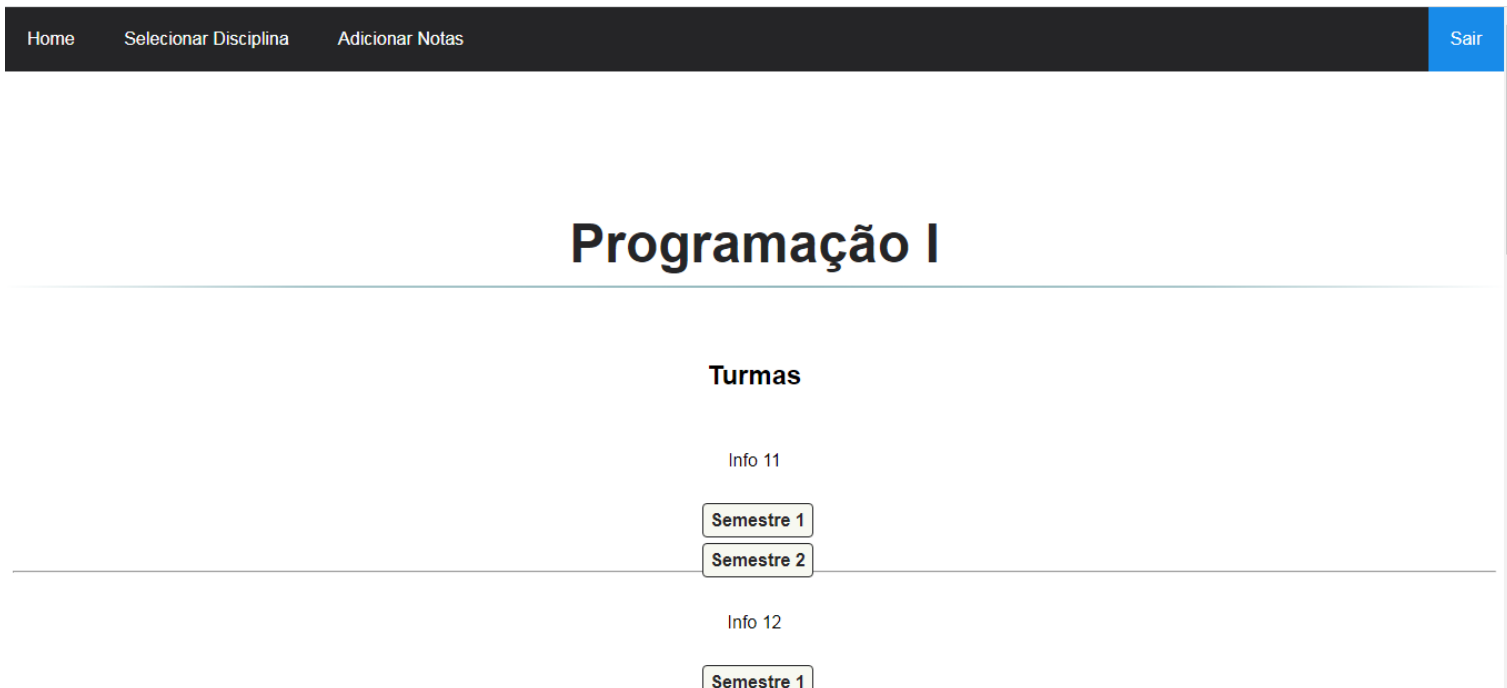 Home Selecionar Disciplina Adicionar Notas Sair
Programação I
Turmas
Info 11
Semestre 1
Semestre 2
Info 12
Semestre 1